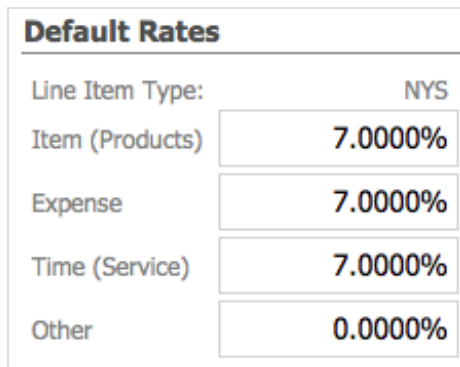 Default Rates
Line Item Type: NYS
Item (Products) 7.0000%
Expense 7.0000%
Time (Service) 7.0000%
Other 0.0000%